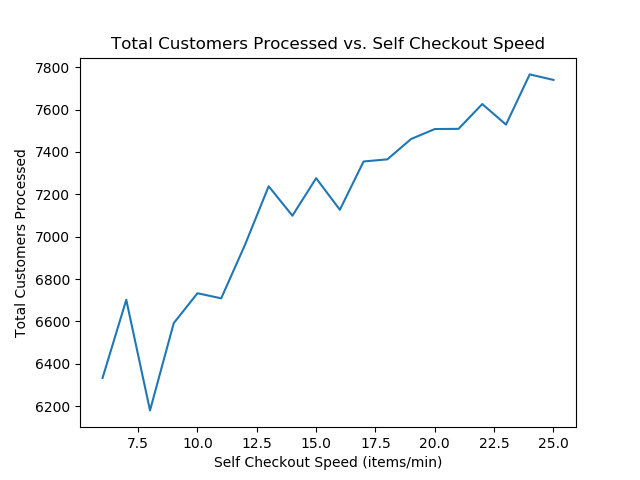 Total Customers Processed vs. Self Checkout Speed
7800
7600
7400
7200
7000
6800
6600
6400
6200
Total Customers Processed
7.5 10.0 12.5 15.0 17.5 20.0 22.5 25.0
Self Checkout Speed (items/min)